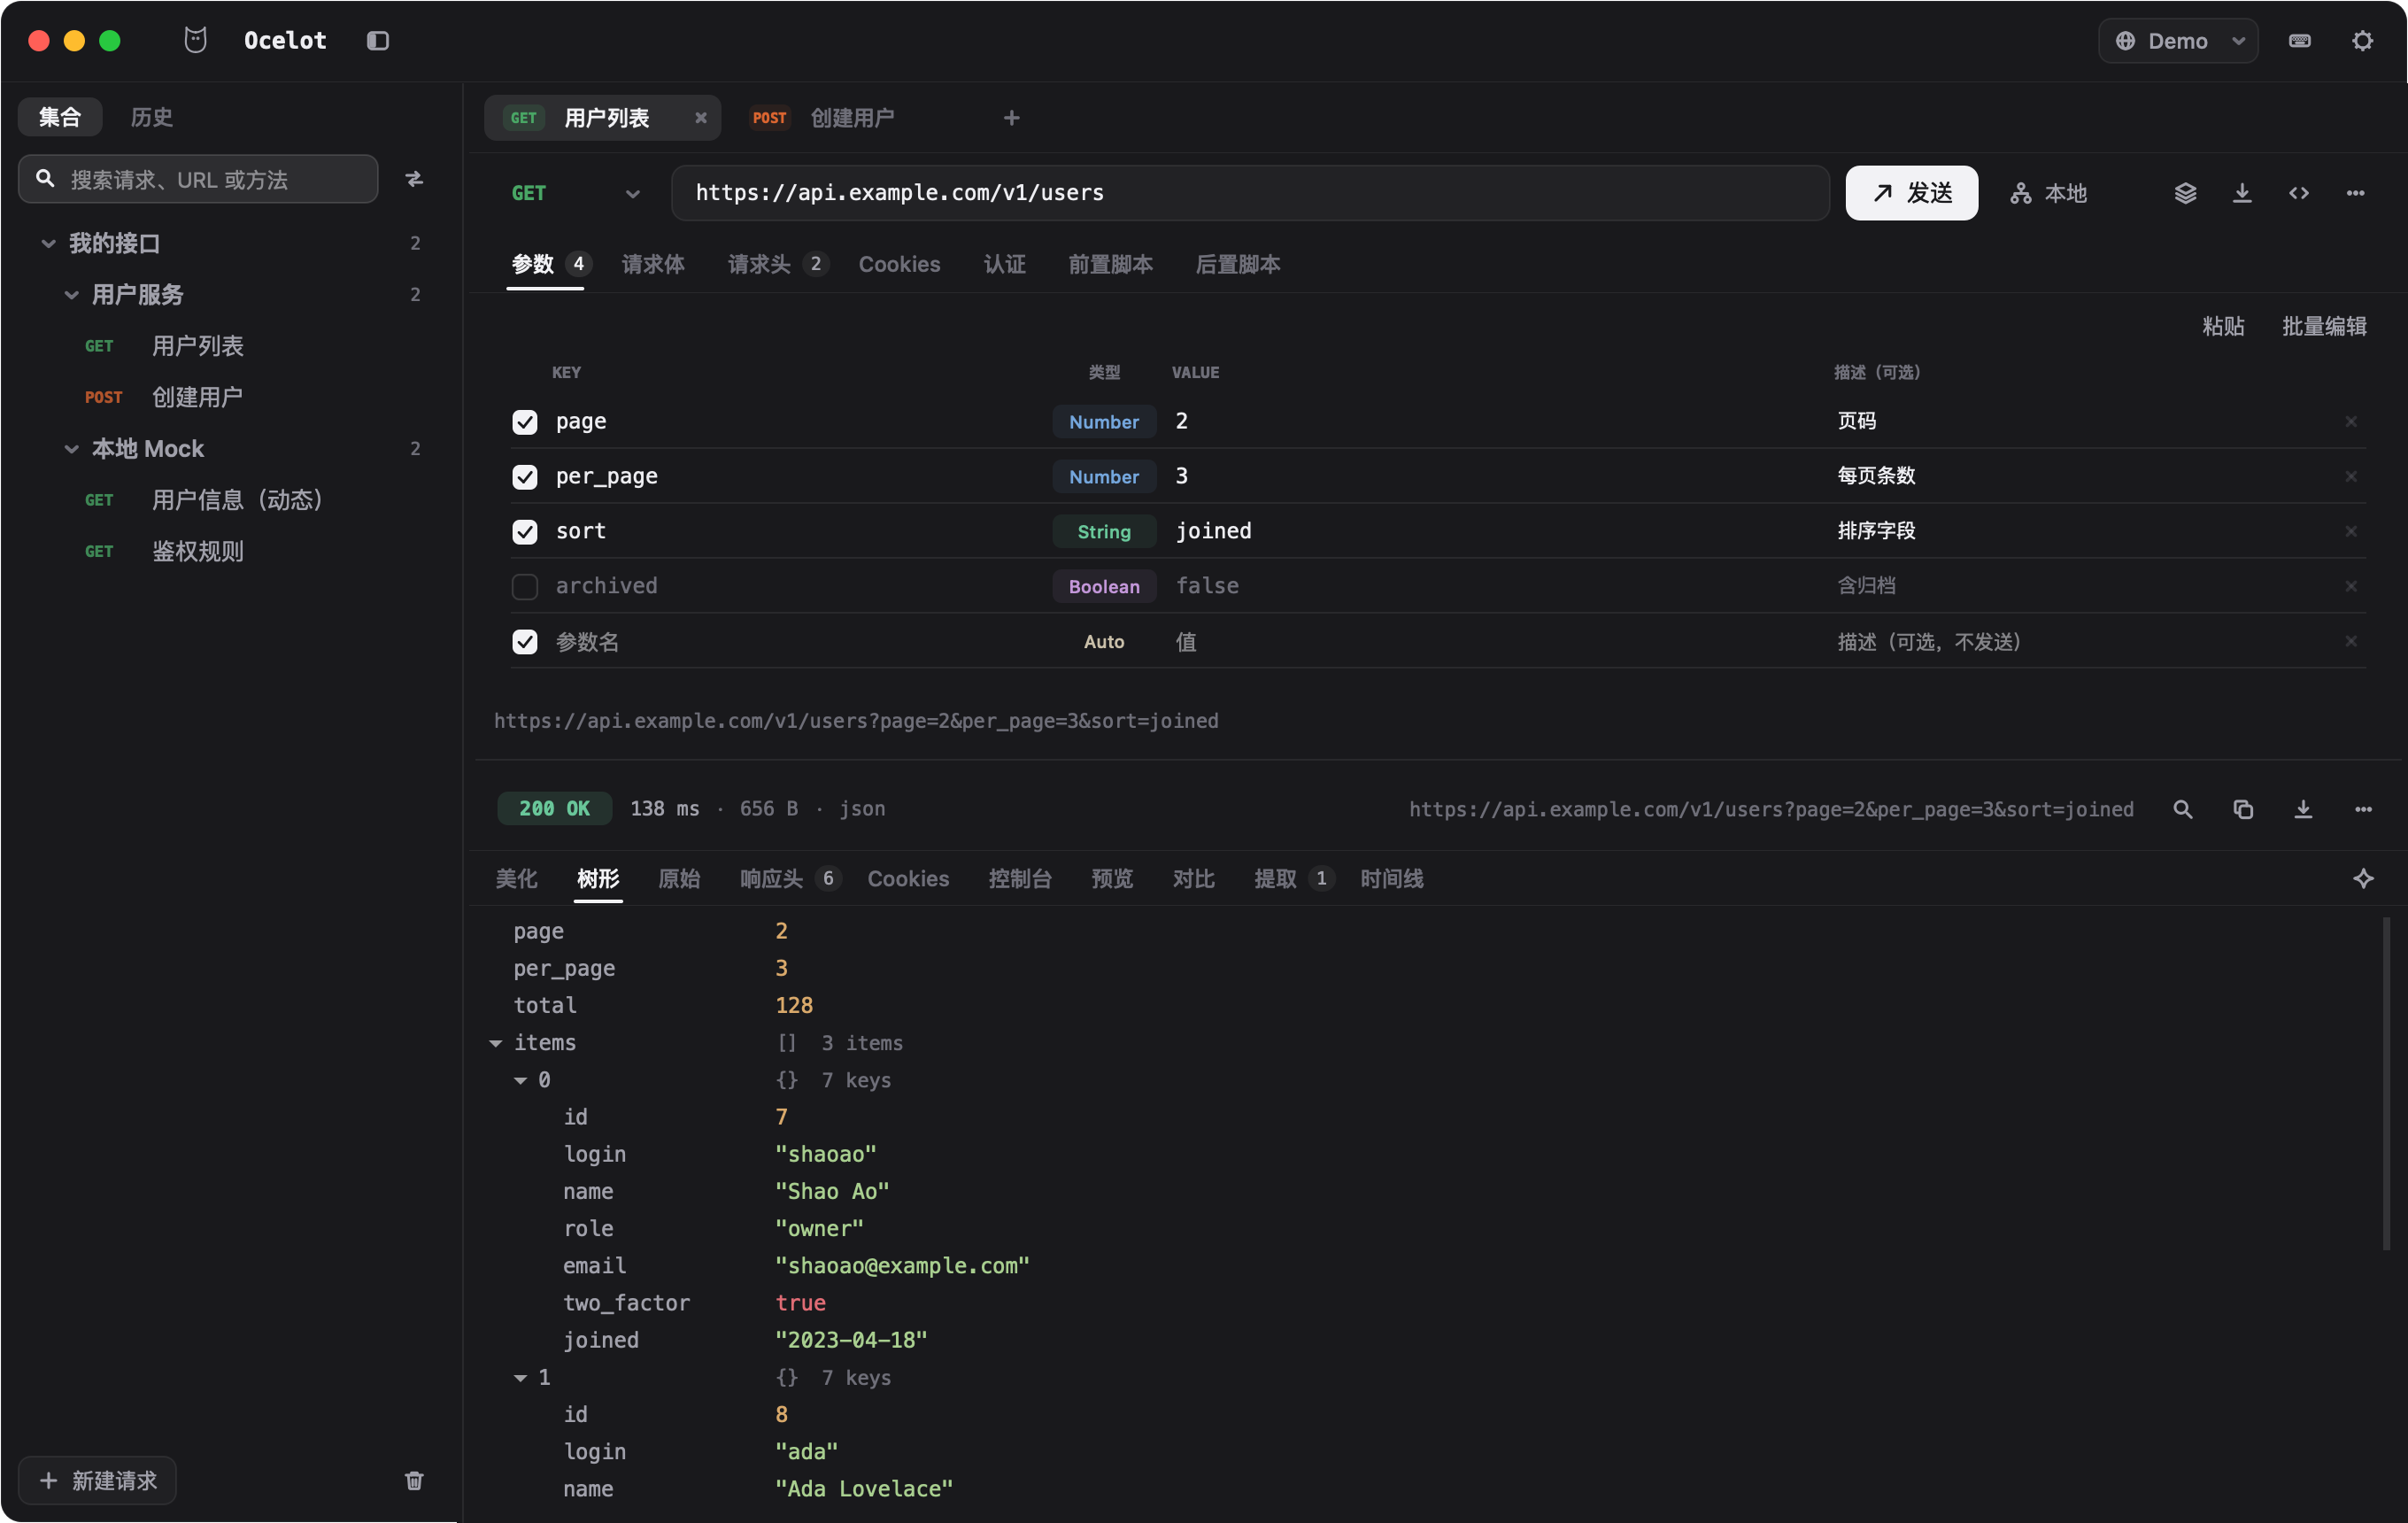 Ocelot
Demo
集合 历史
搜索请求、URL 或方法
我的接口 2
用户服务 2
GET 用户列表
POST 创建用户
本地 Mock 2
GET 用户信息（动态）
GET 鉴权规则
新建请求
GET 用户列表 POST 创建用户
GET https://api.example.com/v1/users 发送 本地
参数 4 请求体 请求头 2 Cookies 认证 前置脚本 后置脚本
粘贴 批量编辑
KEY 类型 VALUE 描述（可选）
page Number 2 页码
per_page Number 3 每页条数
sort String joined 排序字段
archived Boolean false 含归档
参数名 Auto 值 描述（可选，不发送）
https://api.example.com/v1/users?page=2&per_page=3&sort=joined
200 OK 138 ms · 656 B · json https://api.example.com/v1/users?page=2&per_page=3&sort=joined
美化 树形 原始 响应头 6 Cookies 控制台 预览 对比 提取 1 时间线
page 2
per_page 3
total 128
items [] 3 items
0 {} 7 keys
id 7
login "shaoao"
name "Shao Ao"
role "owner"
email "shaoao@example.com"
two_factor true
joined "2023-04-18"
1 {} 7 keys
id 8
login "ada"
name "Ada Lovelace"